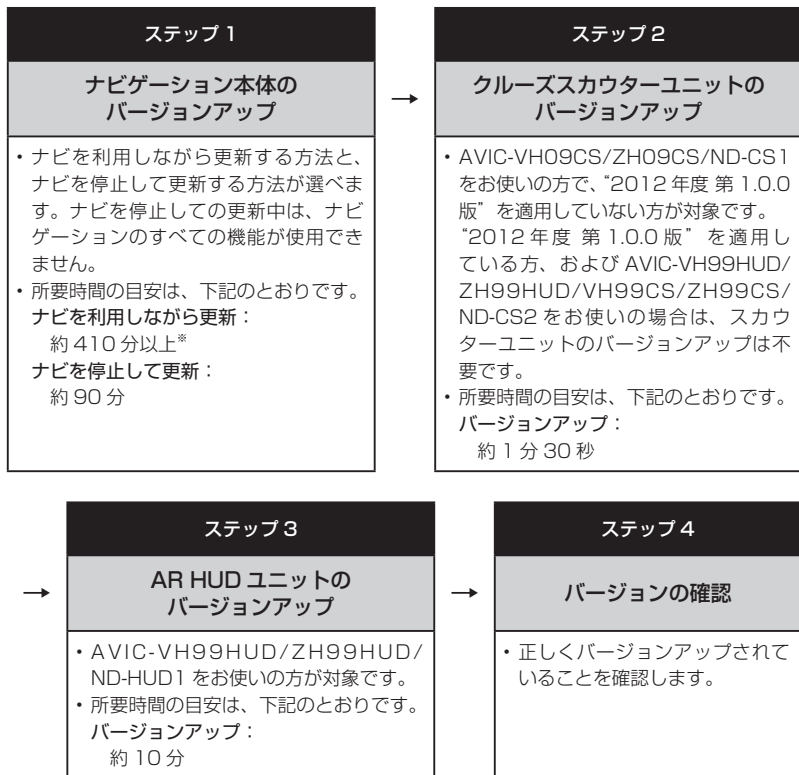 ステップ 1
ナビゲーション本体の
バージョンアップ
• ナビを利用しながら更新する方法と、
ナビを停止して更新する方法が選べま
す。ナビを停止しての更新中は、ナビ
ゲーションのすべての機能が使用でき
ません。
• 所要時間の目安は、下記のとおりです。
ナビを利用しながら更新：
約 410 分以上※
ナビを停止して更新：
約 90 分
→
ステップ 2
クルーズスカウターユニットの
バージョンアップ
• AVIC-VH09CS/ZH09CS/ND-CS1
をお使いの方で、“2012 年度 第 1.0.0
版” を適用していない方が対象です。
“2012 年度 第 1.0.0 版” を適用し
ている方、および AVIC-VH99HUD/
ZH99HUD/VH99CS/ZH99CS/
ND-CS2 をお使いの場合は、スカウ
ターユニットのバージョンアップは不
要です。
• 所要時間の目安は、下記のとおりです。
バージョンアップ：
約 1 分 30 秒
→
ステップ 3
AR HUD ユニットの
バージョンアップ
• AVIC-VH99HUD/ZH99HUD/
ND-HUD1 をお使いの方が対象です。
• 所要時間の目安は、下記のとおりです。
バージョンアップ：
約 10 分
→
ステップ 4
バージョンの確認
• 正しくバージョンアップされて
いることを確認します。